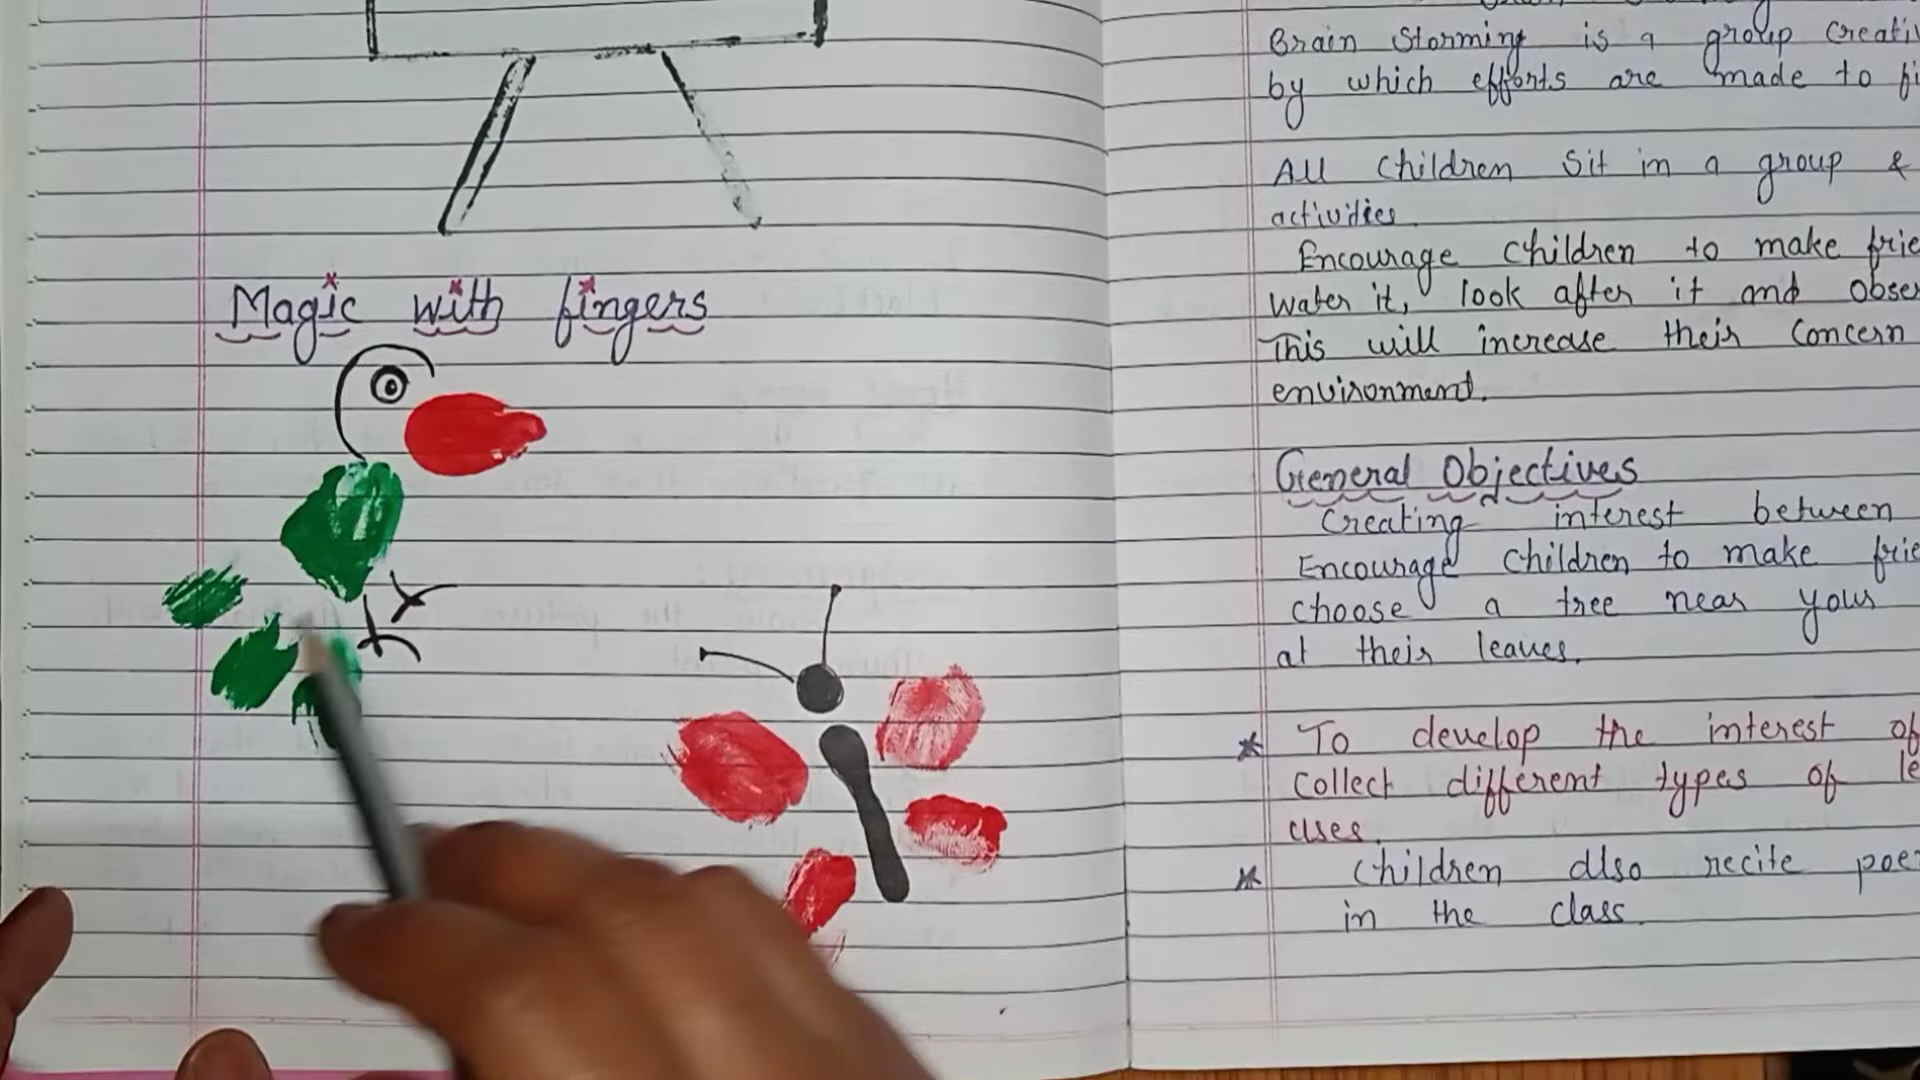 Magic with fingers
Brain Storming is a group
by which efforts are made to
All children sit in a group &
activities.
Encourage children to make
water it, look after it and
This will increase their concern
environment.
General Objectives
Creating interest between
Encourage children to make
choose a tree near your
at their leaves.
* To develop the interest of
collect different types of
uses.
* children also recite
in the class.